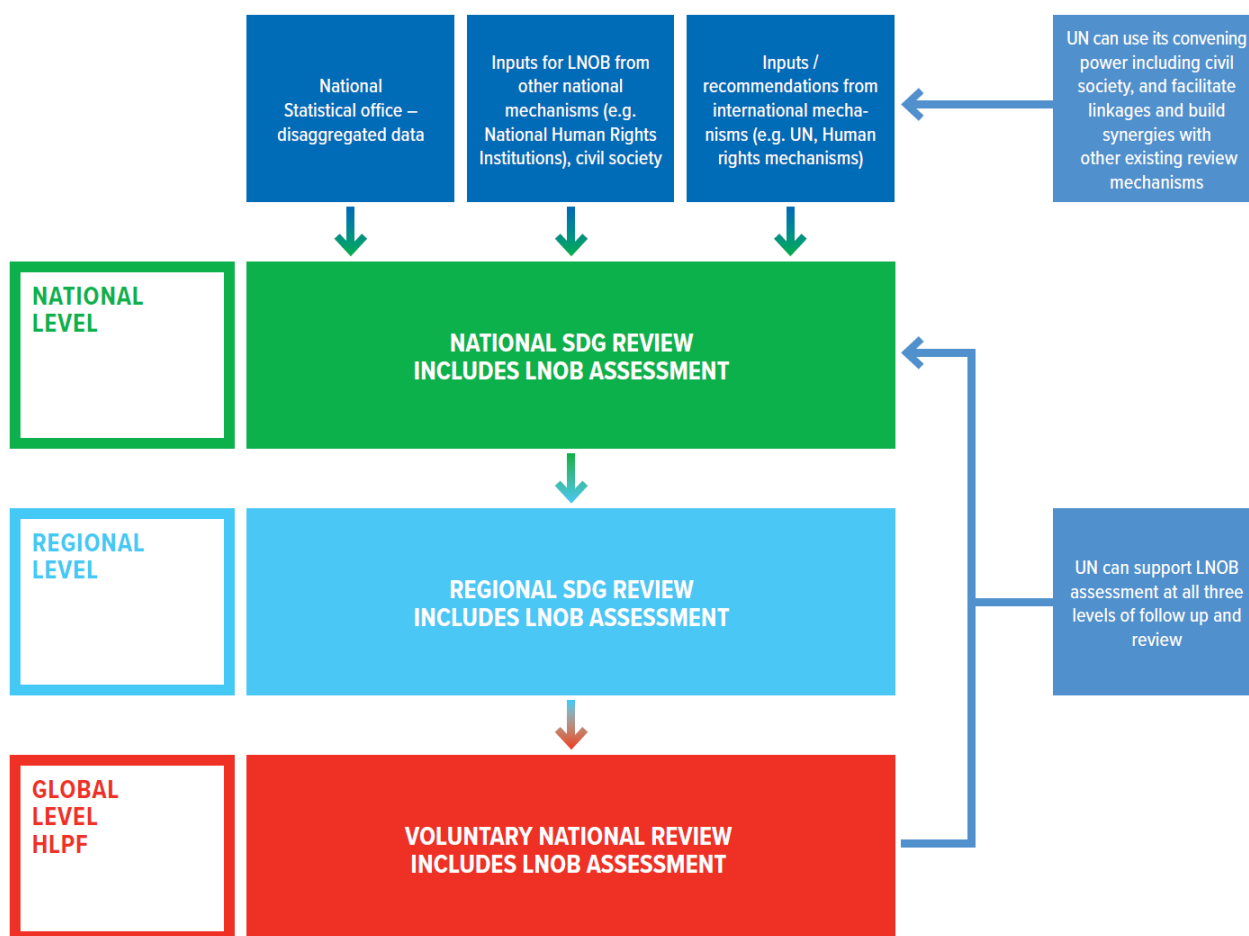 National
Statistical office –
disaggregated data
Inputs for LNOB from
other national
mechanisms (e.g.
National Human Rights
Institutions), civil society
Inputs /
recommendations from
international mecha-
nisms (e.g. UN, Human
rights mechanisms)
UN can use its convening
power including civil
society, and facilitate
linkages and build
synergies with
other existing review
mechanisms
NATIONAL
LEVEL
NATIONAL SDG REVIEW
INCLUDES LNOB ASSESSMENT
REGIONAL
LEVEL
REGIONAL SDG REVIEW
INCLUDES LNOB ASSESSMENT
UN can support LNOB
assessment at all three
levels of follow up and
review
GLOBAL
LEVEL
HLPF
VOLUNTARY NATIONAL REVIEW
INCLUDES LNOB ASSESSMENT